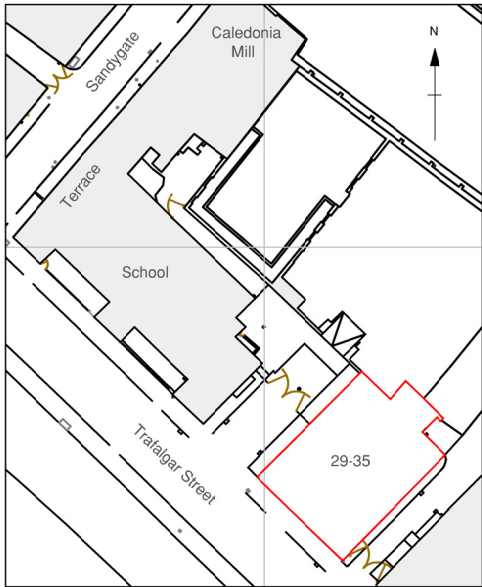 Caledonia
Mill
N
Sandygate
Terrace
School
Trafalgar Street
29-35